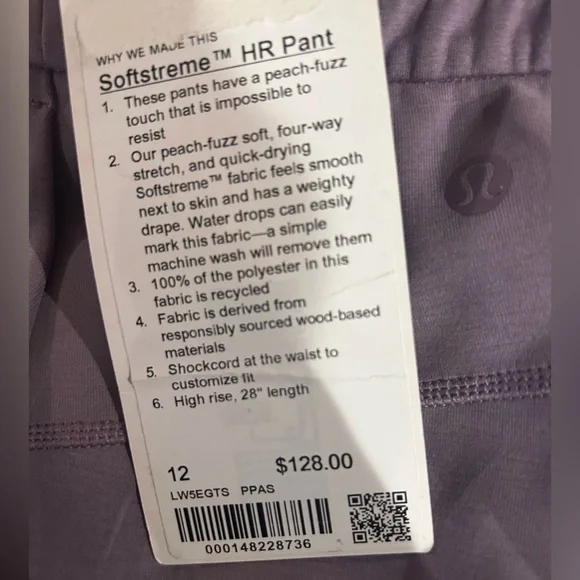 WHY WE MADE THIS
Softstreme™ HR Pant
1. These pants have a peach-fuzz
touch that is impossible to
resist
2. Our peach-fuzz soft, four-way
stretch, and quick-drying
Softstreme™ fabric feels smooth
next to skin and has a weighty
drape. Water drops can easily
mark this fabric—a simple
machine wash will remove them
3. 100% of the polyester in this
fabric is recycled
4. Fabric is derived from
responsibly sourced wood-based
materials
5. Shockcord at the waist to
customize fit
6. High rise, 28" length
12 $128.00
LW5EGTS PPAS
000148228736